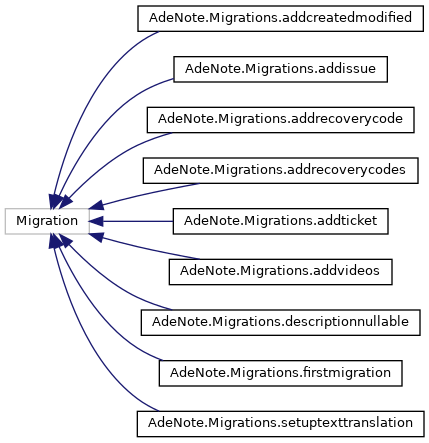 AdeNote.Migrations.addcreatedmodified
AdeNote.Migrations.addissue
AdeNote.Migrations.addrecoverycode
AdeNote.Migrations.addrecoverycodes
Migration
AdeNote.Migrations.addticket
AdeNote.Migrations.addvideos
AdeNote.Migrations.descriptionnullable
AdeNote.Migrations.firstmigration
AdeNote.Migrations.setuptexttranslation